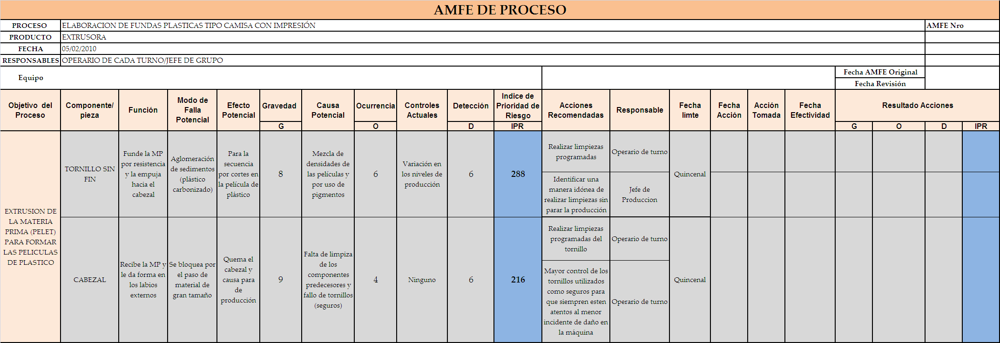 AMFE DE PROCESO
PROCESO ELABORACION DE FUNDAS PLASTICAS TIPO CAMISA CON IMPRESIÓN AMFE Nro
PRODUCTO EXTRUSORA
FECHA 05/02/2010
RESPONSABLES OPERARIO DE CADA TURNO/JEFE DE GRUPO
Equipo
Fecha AMFE Original
Fecha Revisión
Objetivo del
Proceso
Componente/
pieza
Función
Modo de
Falla
Potencial
Efecto
Potencial
Gravedad
G
Causa
Potencial
Ocurrencia
O
Controles
Actuales
Detección
D
Indice de
Prioridad de
Riesgo
IPR
Acciones
Recomendadas
Responsable
Fecha
límte
Fecha
Acción
Acción
Tomada
Fecha
Efectividad
Resultado Acciones
G O D IPR
EXTRUSION DE
LA MATERIA
PRIMA (PELET)
PARA FORMAR
LAS PELICULAS
DE PLASTICO
TORNILLO SIN
FIN
Funde la MP
por resistencia
y la empuja
hacia el
cabezal
Aglomeración
de sedimentos
(plástico
carbonizado)
Para la
secuencia
por cortes en
la película de
plástico
8
Mezcla de
densidades de
las películas y
por uso de
pigmentos
6
Variación en
los niveles de
producción
6
288
Realizar limpiezas
programadas
Operario de turno
Identificar una
manera idónea de
realizar limpiezas sin
parar la producción
Jefe de
Produccion
Quincenal
CABEZAL
Recibe la MP y
le da forma en
los labios
externos
Se bloquea por
el paso de
material de
gran tamaño
Quema el
cabezal y
causa para
de
producción
9
Falta de limpiza
de los
componentes
predecesores y
fallo de tornillos
(seguros)
4
Ninguno
6
216
Realizar limpiezas
programadas del
tornillo
Operario de turno
Mayor control de los
tornillos utilizados
como seguros para
que siempren esten
atentos al menor
incidente de daño en
la máquina
Operario de turno
Quincenal